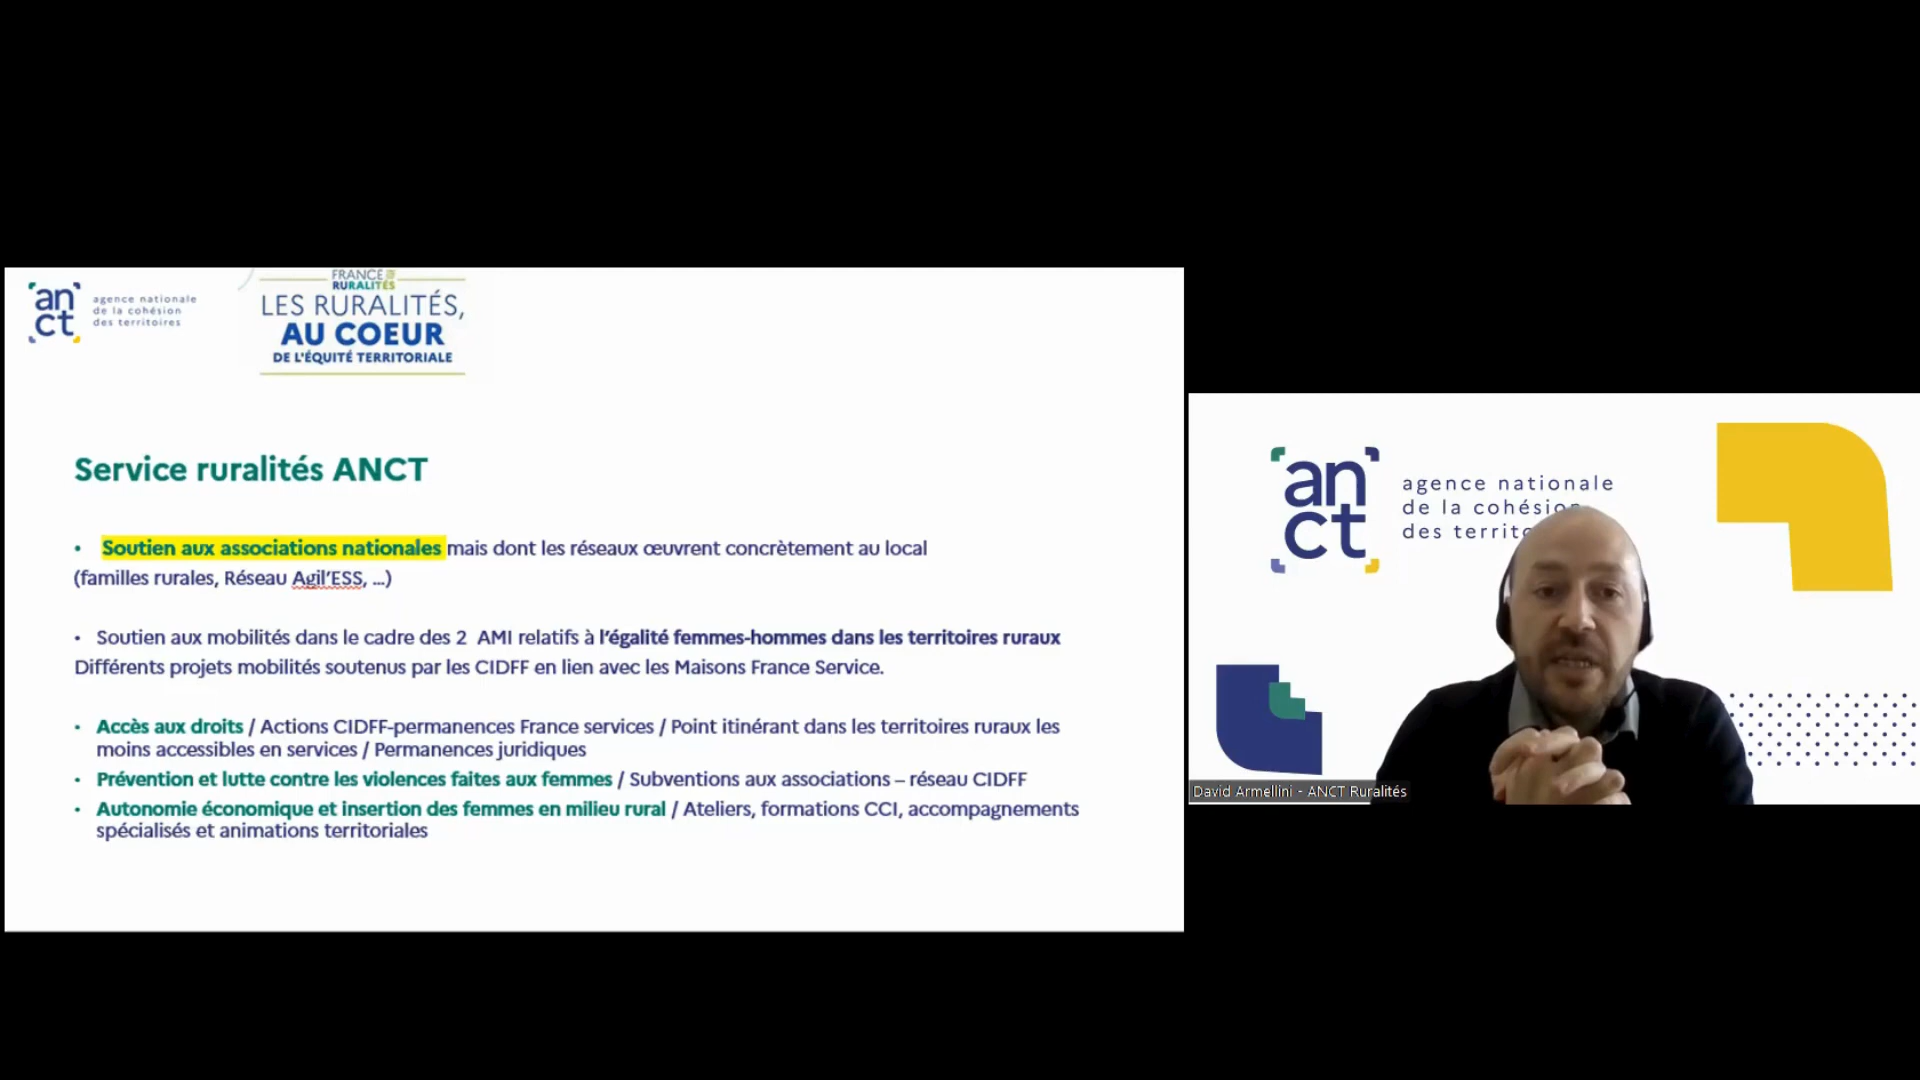 an
ct
agence nationale
de la cohésion
des territoires
FRANCE
RURALITÉS
LES RURALITÉS,
AU COEUR
DE L'ÉQUITÉ TERRITORIALE
Service ruralités ANCT
• Soutien aux associations nationales mais dont les réseaux œuvrent concrètement au local
(familles rurales, Réseau Agil'ESS, ...)
• Soutien aux mobilités dans le cadre des 2 AMI relatifs à l'égalité femmes-hommes dans les territoires ruraux
Différents projets mobilités soutenus par les CIDFF en lien avec les Maisons France Service.
• Accès aux droits / Actions CIDFF-permanences France services / Point itinérant dans les territoires ruraux les
moins accessibles en services / Permanences juridiques
• Prévention et lutte contre les violences faites aux femmes / Subventions aux associations – réseau CIDFF
• Autonomie économique et insertion des femmes en milieu rural / Ateliers, formations CCI, accompagnements
spécialisés et animations territoriales
an
ct
agence nationale
de la cohésion
des territo
David Armellini - ANCT Ruralités